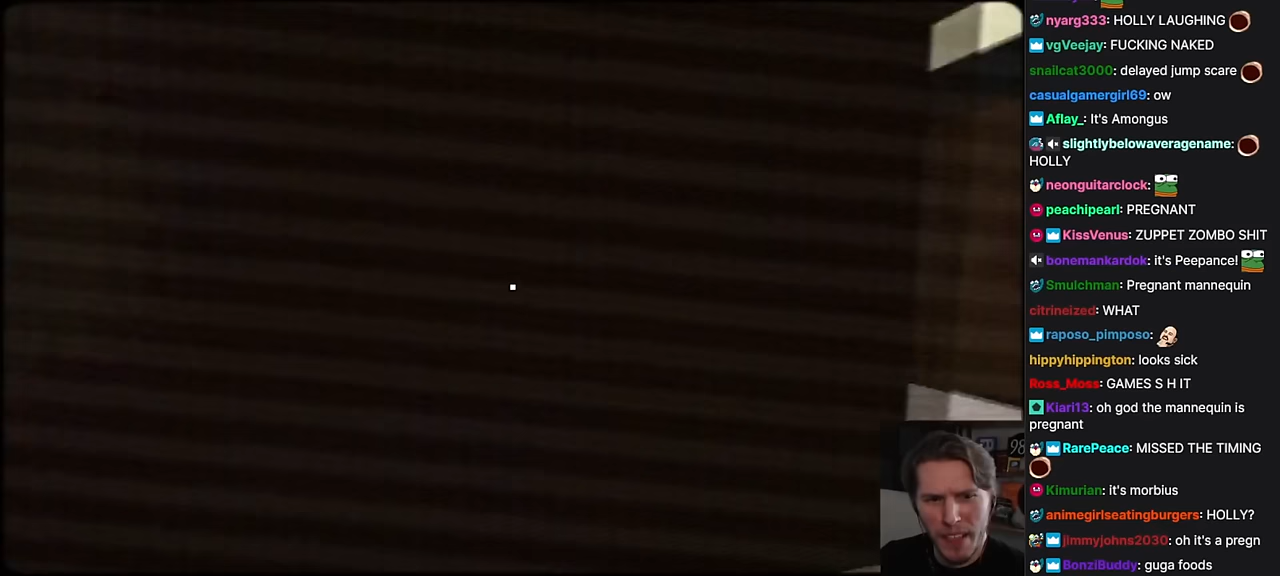 nyarg333: HOLLY LAUGHING
vgVeejay: FUCKING NAKED
snailcat3000: delayed jump scare
casualgamergirl69: ow
Aflay_: It's Amongus
slightlybelowaveragename:
HOLLY
neonguitarclock:
peachipearl: PREGNANT
KissVenus: ZUPPET ZOMBO SHIT
bonemankardok: it's Peepance!
Smulchman: Pregnant mannequin
citrineized: WHAT
raposo_pimposo:
hippyhippington: looks sick
Ross_Moss: GAMES S H IT
Kiari13: oh god the mannequin is
pregnant
RarePeace: MISSED THE TIMING
Kimurian: it's morbius
animegirlseatingburgers: HOLLY?
jimmyjohns2030: oh it's a pregn
BonziBuddy: guga foods
98